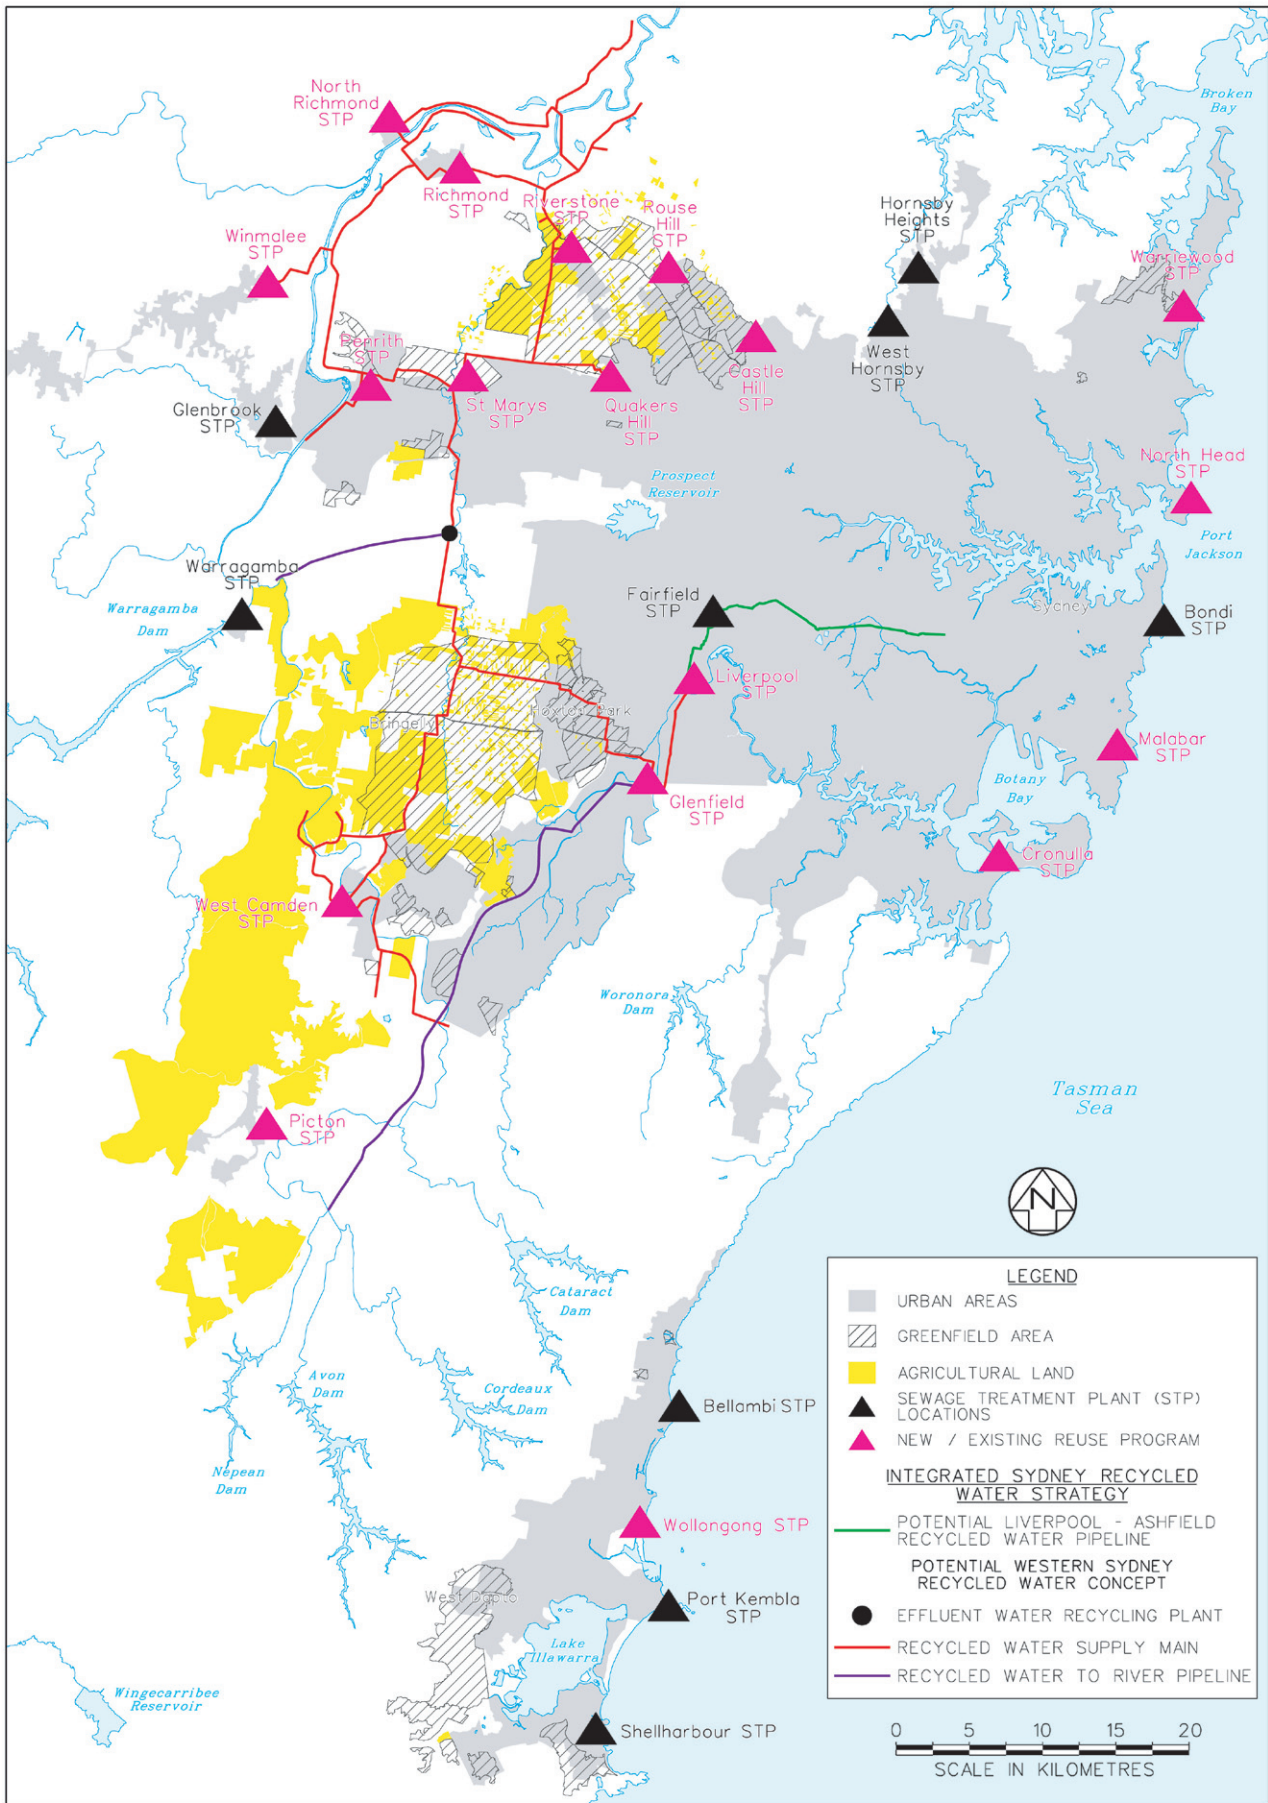 Broken
Bay
North
Richmond
STP
Richmond
STP
Riverstone
STP
Rouse
Hill
STP
Hornsby
Heights
STP
Winmalee
STP
Warriewood
STP
Penrith
STP
West
Hornsby
STP
Castle
Hill
STP
St Marys
STP
Quakers
Hill
STP
Glenbrook
STP
North Head
STP
Prospect
Reservoir
Port
Jackson
Warragamba
STP
Warragamba
Dam
Fairfield
STP
Sydney
Bondi
STP
Liverpool
STP
Hoxton Park
Bringelly
Malabar
STP
Botany
Bay
Glenfield
STP
Cronulla
STP
West Camden
STP
Woronora
Dam
Tasman
Sea
Picton
STP
N
Cataract
Dam
Avon
Dam
Cordeaux
Dam
Nepean
Dam
Bellambi STP
Wollongong STP
West Dapto
Port Kembla
STP
Lake
Illawarra
Wingecarribee
Reservoir
Shellharbour STP
LEGEND
URBAN AREAS
GREENFIELD AREA
AGRICULTURAL LAND
SEWAGE TREATMENT PLANT (STP)
LOCATIONS
NEW / EXISTING REUSE PROGRAM
INTEGRATED SYDNEY RECYCLED
WATER STRATEGY
POTENTIAL LIVERPOOL - ASHFIELD
RECYCLED WATER PIPELINE
POTENTIAL WESTERN SYDNEY
RECYCLED WATER CONCEPT
EFFLUENT WATER RECYCLING PLANT
RECYCLED WATER SUPPLY MAIN
RECYCLED WATER TO RIVER PIPELINE
0 5 10 15 20
SCALE IN KILOMETRES